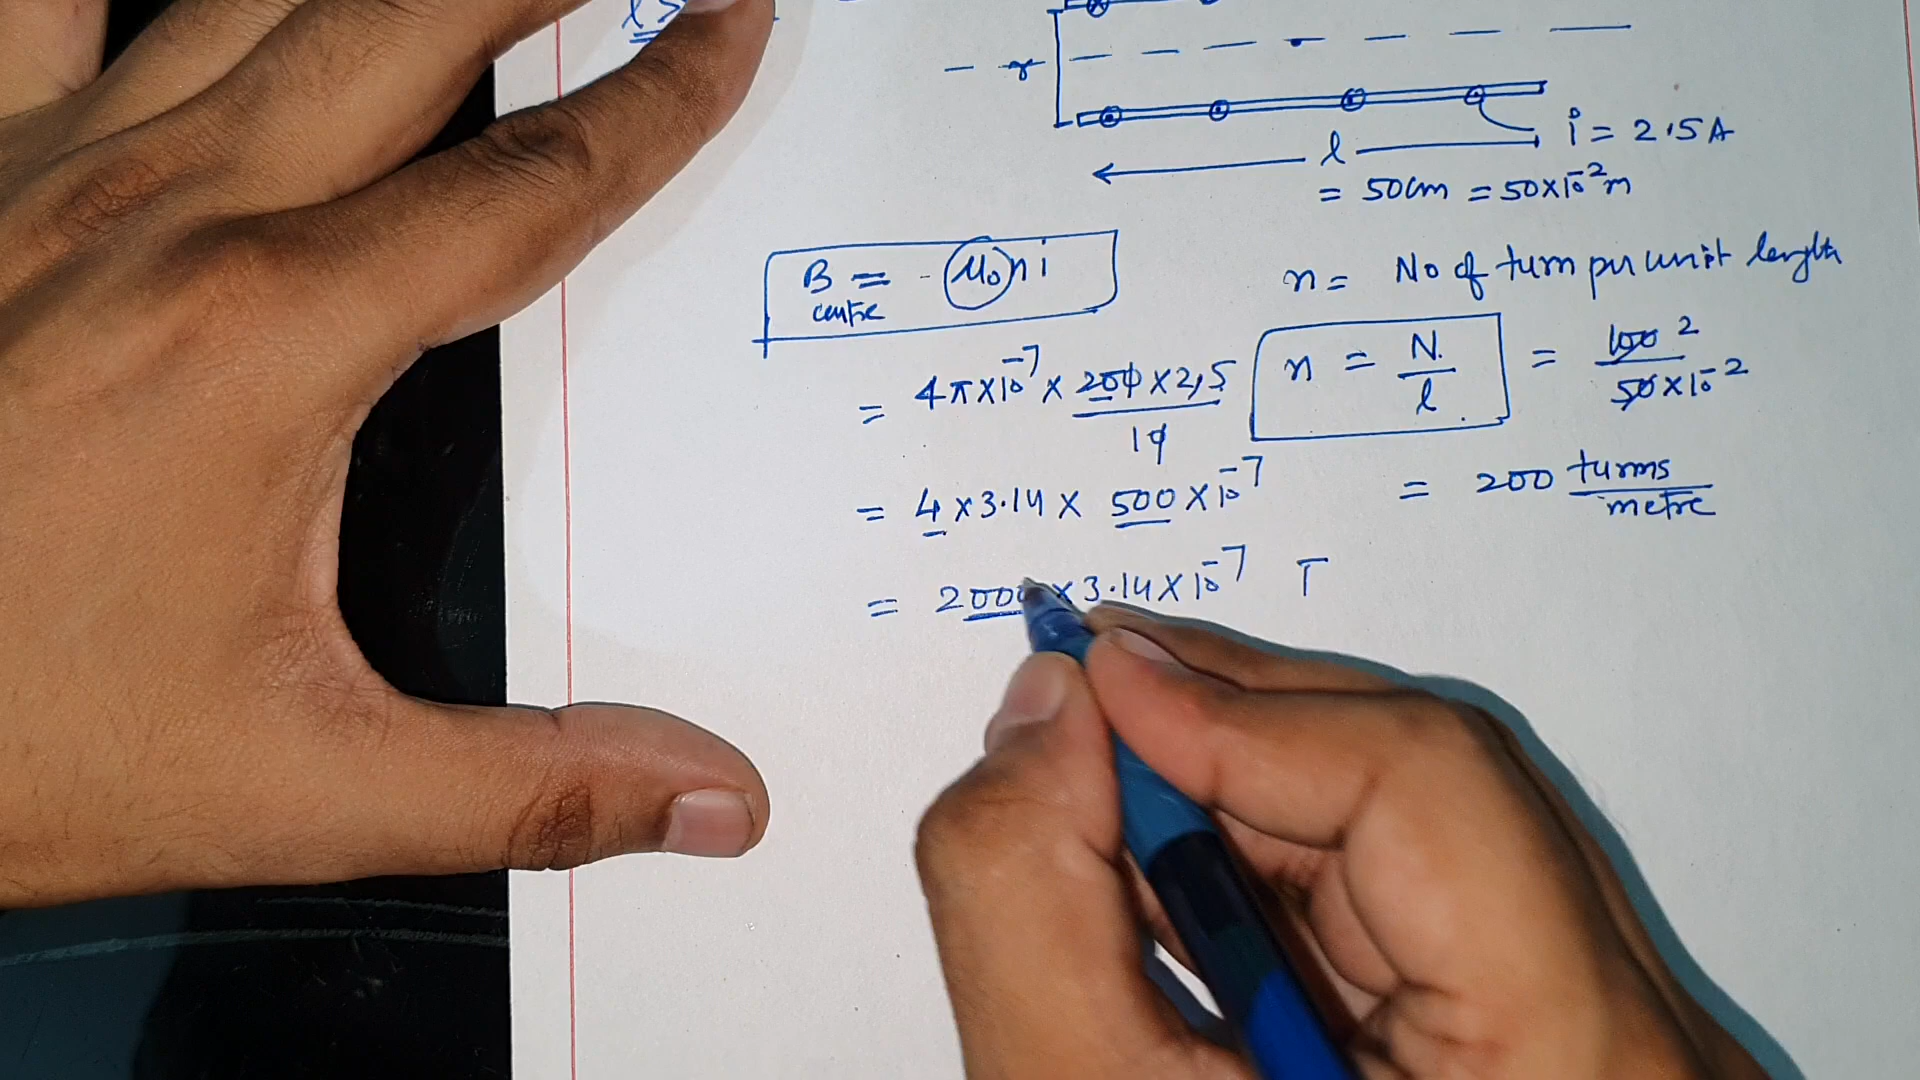 r
l
i = 2.5A
= 50cm = 50×10⁻²m
B centre = μ₀ni
n = No of turn per unit length
= 4π×10⁻⁷ × 200×2.5 / 10
n = N / l = 100 2 / 50×10⁻²
= 4×3.14× 500×10⁻⁷
= 200 turns / metre
= 2000×3.14×10⁻⁷ T